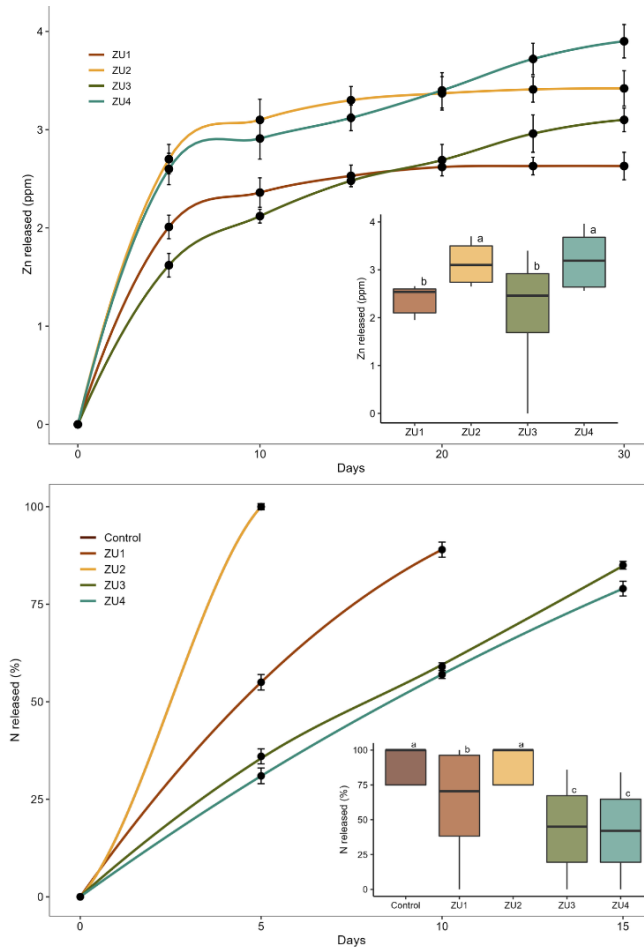 4
3
2
1
0
Zn released (ppm)
ZU1
ZU2
ZU3
ZU4
4
3
2
1
0
Zn released (ppm)
b
a
b
a
ZU1
ZU2
ZU3
ZU4
0
10
20
30
Days
100
75
50
25
0
N released (%)
Control
ZU1
ZU2
ZU3
ZU4
100
75
50
25
0
N released (%)
a
b
a
c
c
Control
ZU1
ZU2
ZU3
ZU4
0
5
10
15
Days